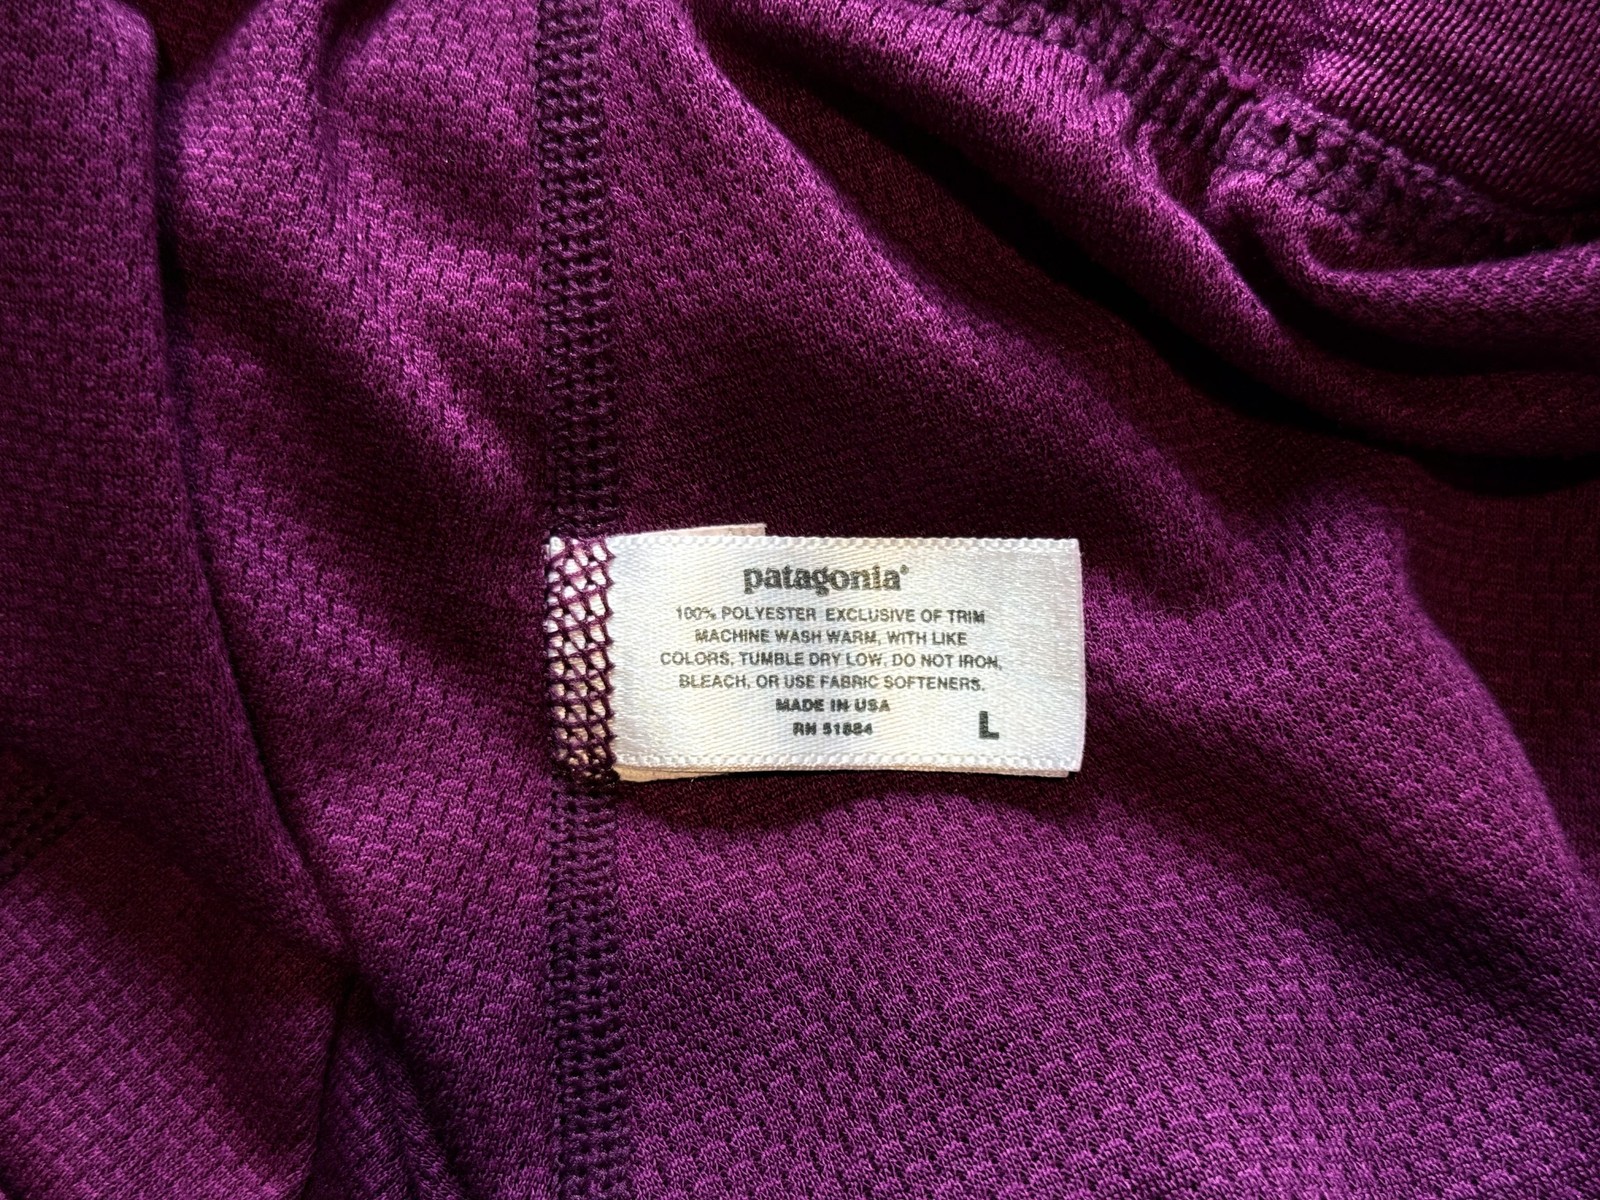 patagonia®
100% POLYESTER EXCLUSIVE OF TRIM
MACHINE WASH WARM, WITH LIKE
COLORS, TUMBLE DRY LOW, DO NOT IRON,
BLEACH, OR USE FABRIC SOFTENERS.
MADE IN USA
RN 51884
L